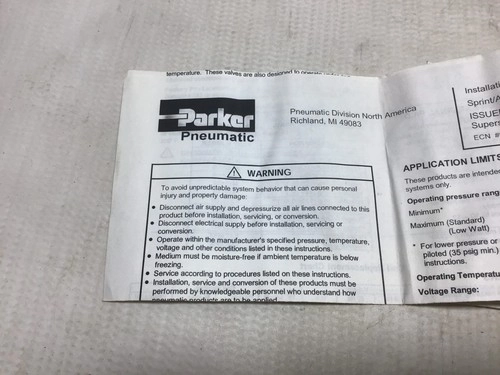 temperature. These valves are also designed to operate
Parker
Pneumatic
Pneumatic Division North America
Richland, MI 49083
WARNING
To avoid unpredictable system behavior that can cause personal
injury and property damage:
• Disconnect air supply and depressurize all air lines connected to this
product before installation, servicing, or conversion.
• Disconnect electrical supply before installation, servicing or
conversion.
• Operate within the manufacturer's specified pressure, temperature,
voltage and other conditions listed in these instructions.
• Medium must be moisture-free if ambient temperature is below
freezing.
• Service according to procedures listed on these instructions.
• Installation, service and conversion of these products must be
performed by knowledgeable personnel who understand how
pneumatic products are to be applied.
Installati
Sprint/A
ISSUE
Supers
ECN #
APPLICATION LIMITS
These products are intende
systems only.
Operating pressure rang
Minimum*
Maximum (Standard)
(Low Watt)
* For lower pressure or
piloted (35 psig min.)
instructions.
Operating Temperatu
Voltage Range: